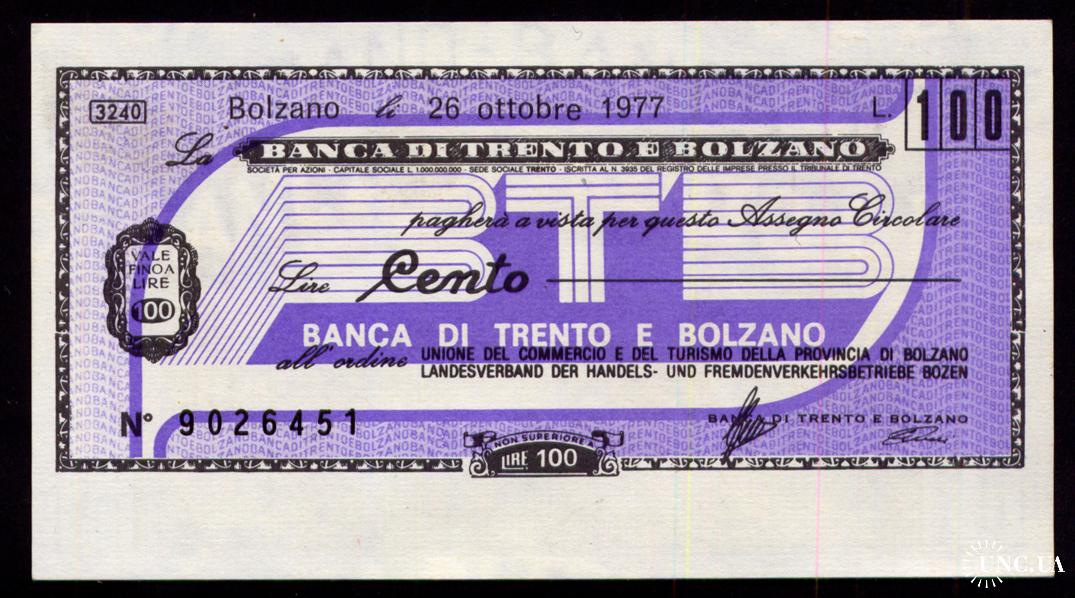 3240 Bolzano li 26 ottobre 1977 L. 100
La BANCA DI TRENTO E BOLZANO
SOCIETÀ PER AZIONI - CAPITALE SOCIALE L. 1.000.000.000 - SEDE SOCIALE TRENTO - ISCRITTA AL N. 3935 DEL REGISTRO DELLE IMPRESE PRESSO IL TRIBUNALE DI TRENTO
BTB
pagherà a vista per questo Assegno Circolare
VALE
FINO A
LIRE
100
Lire Cento
BANCA DI TRENTO E BOLZANO
all'ordine UNIONE DEL COMMERCIO E DEL TURISMO DELLA PROVINCIA DI BOLZANO
LANDESVERBAND DER HANDELS- UND FREMDENVERKEHRSBETRIEBE BOZEN
N° 9026451
BANCA DI TRENTO E BOLZANO
NON SUPERIORE A
LIRE 100
UNC.UA